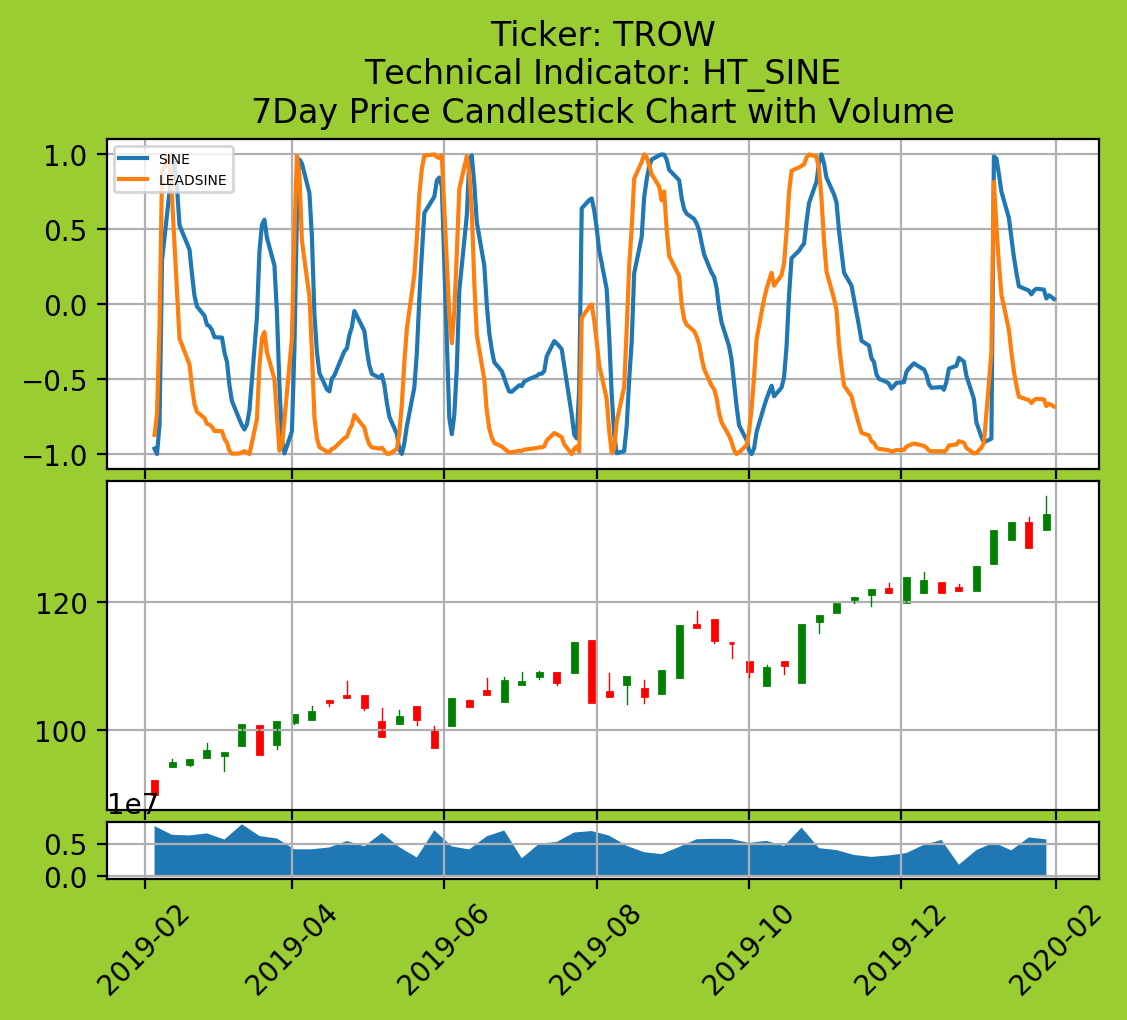 Ticker: TROW
Technical Indicator: HT_SINE
7Day Price Candlestick Chart with Volume
1.0
SINE
LEADSINE
0.5
0.0
−0.5
−1.0
120
100
1e7
0.5
0.0
2019-02
2019-04
2019-06
2019-08
2019-10
2019-12
2020-02